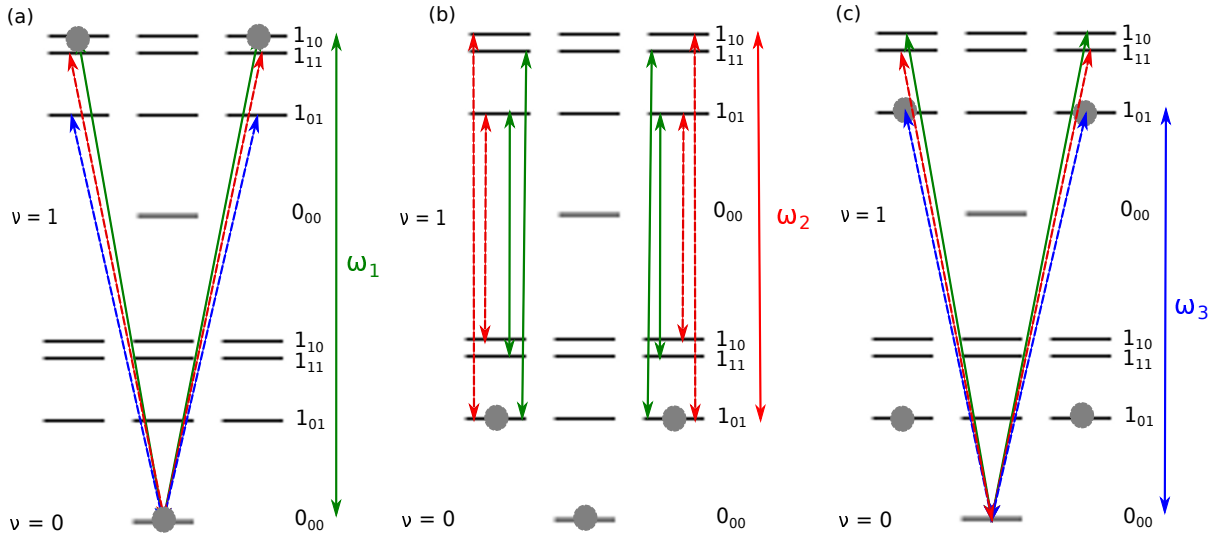 (a)
1₁₀
1₁₁
1₀₁
ν = 1
0₀₀
ω₁
1₁₀
1₁₁
1₀₁
ν = 0
0₀₀
(b)
1₁₀
1₁₁
1₀₁
ν = 1
0₀₀
ω₂
1₁₀
1₁₁
1₀₁
ν = 0
0₀₀
(c)
1₁₀
1₁₁
1₀₁
ν = 1
0₀₀
ω₃
1₁₀
1₁₁
1₀₁
ν = 0
0₀₀